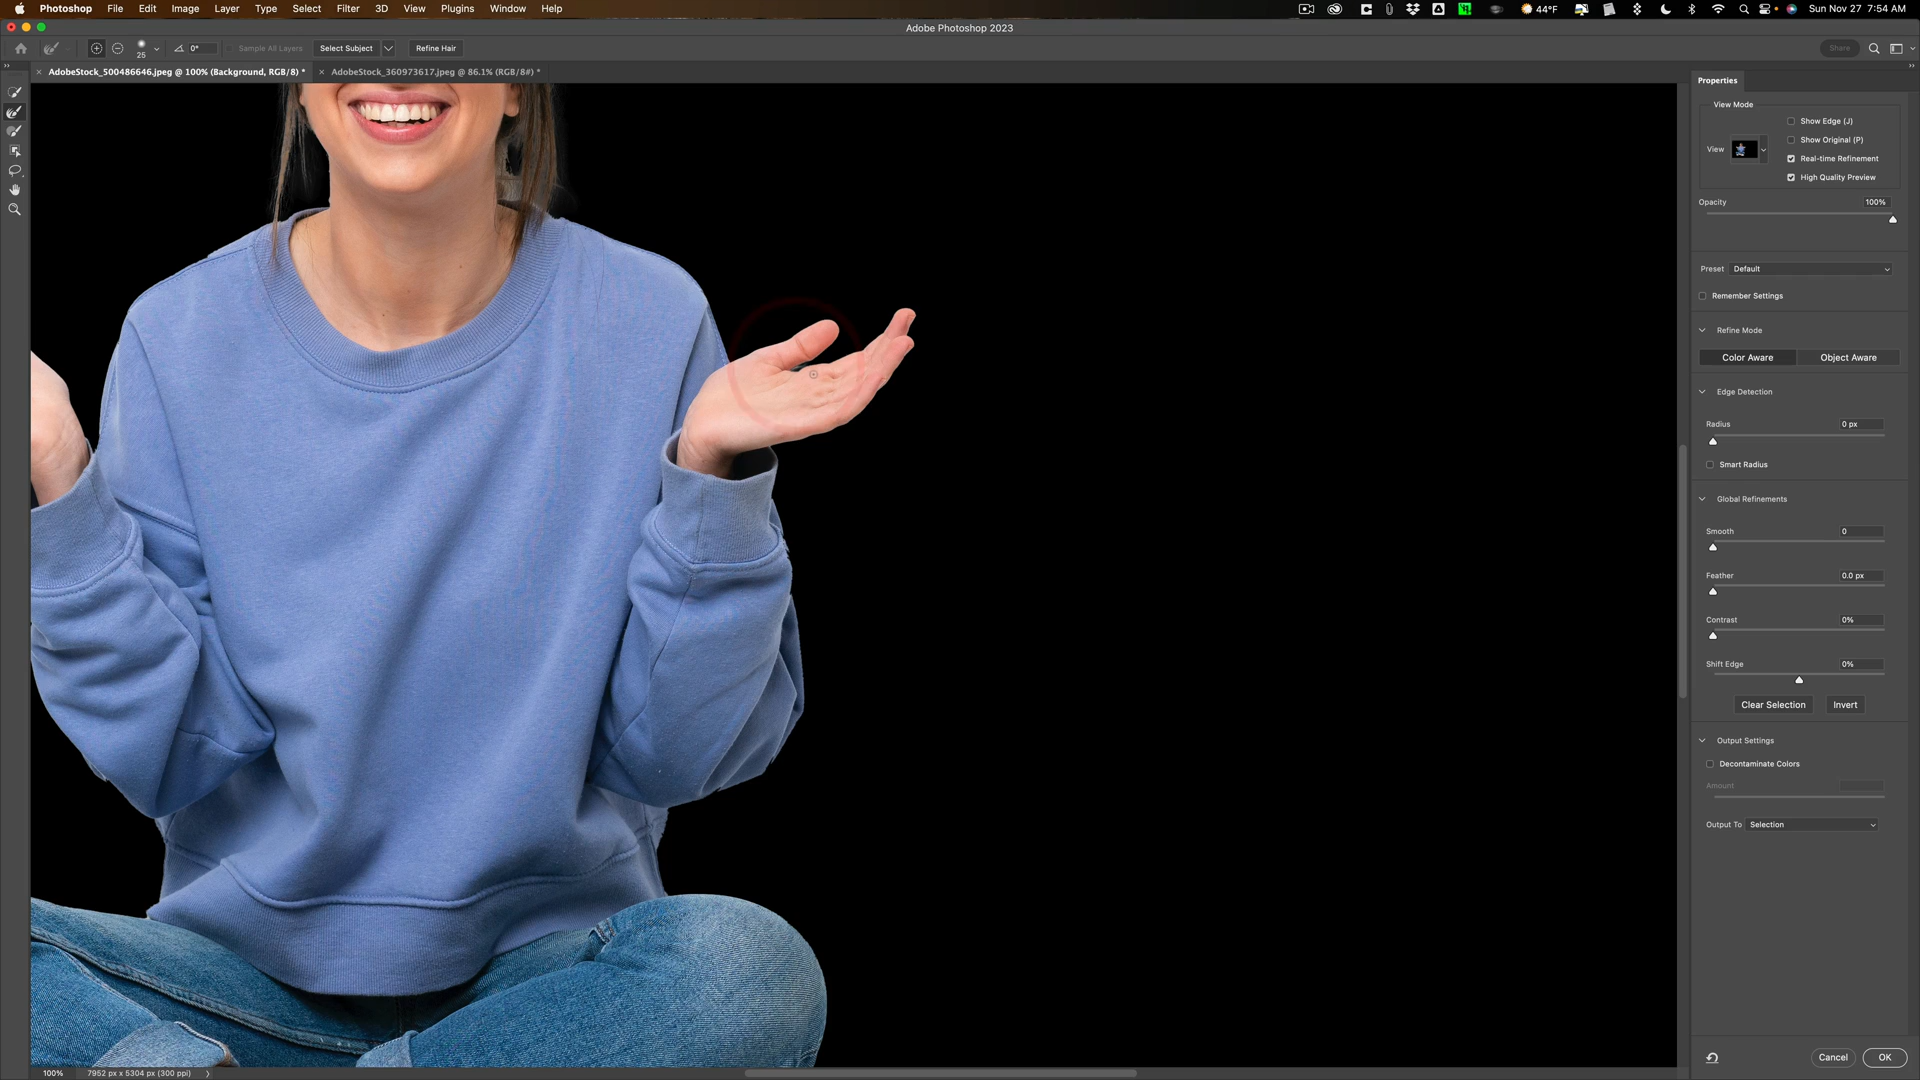 Photoshop File Edit Image Layer Type Select Filter 3D View Plugins Window Help 44°F Sun Nov 27 7:54 AM
Adobe Photoshop 2023
25 0° Sample All Layers Select Subject Refine Hair Share
× AdobeStock_500486646.jpeg @ 100% (Background, RGB/8) * × AdobeStock_360973617.jpeg @ 86.1% (RGB/8#) *
Properties
View Mode
Show Edge (J)
Show Original (P)
View
Real-time Refinement
High Quality Preview
Opacity 100%
Preset Default
Remember Settings
Refine Mode
Color Aware Object Aware
Edge Detection
Radius 0 px
Smart Radius
Global Refinements
Smooth 0
Feather 0.0 px
Contrast 0%
Shift Edge 0%
Clear Selection Invert
Output Settings
Decontaminate Colors
Amount
Output To Selection
Cancel OK
100% 7952 px x 5304 px (300 ppi)